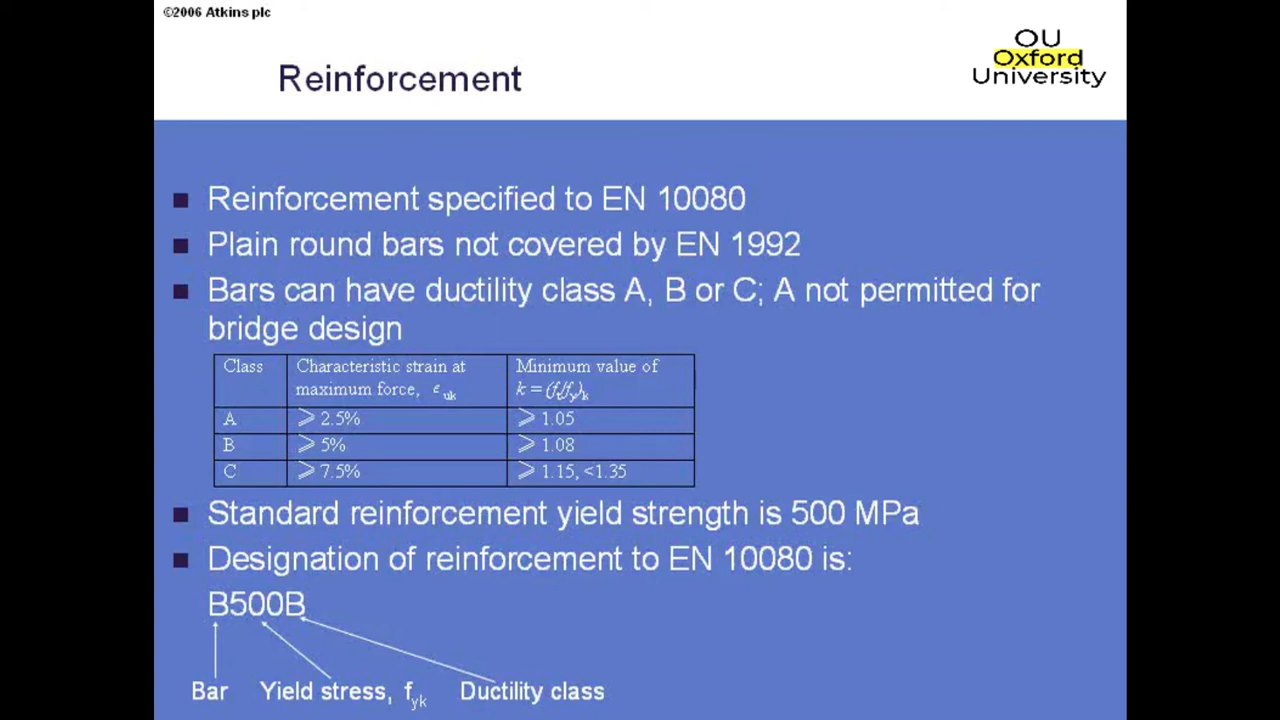 ©2006 Atkins plc
OU
Oxford
University
Reinforcement
Reinforcement specified to EN 10080
Plain round bars not covered by EN 1992
Bars can have ductility class A, B or C; A not permitted for
bridge design
Class Characteristic strain at maximum force, ε uk Minimum value of k = (ft/fy)k
A ⩾ 2.5% ⩾ 1.05
B ⩾ 5% ⩾ 1.08
C ⩾ 7.5% ⩾ 1.15, <1.35
Standard reinforcement yield strength is 500 MPa
Designation of reinforcement to EN 10080 is:
B500B
Bar Yield stress, fyk Ductility class